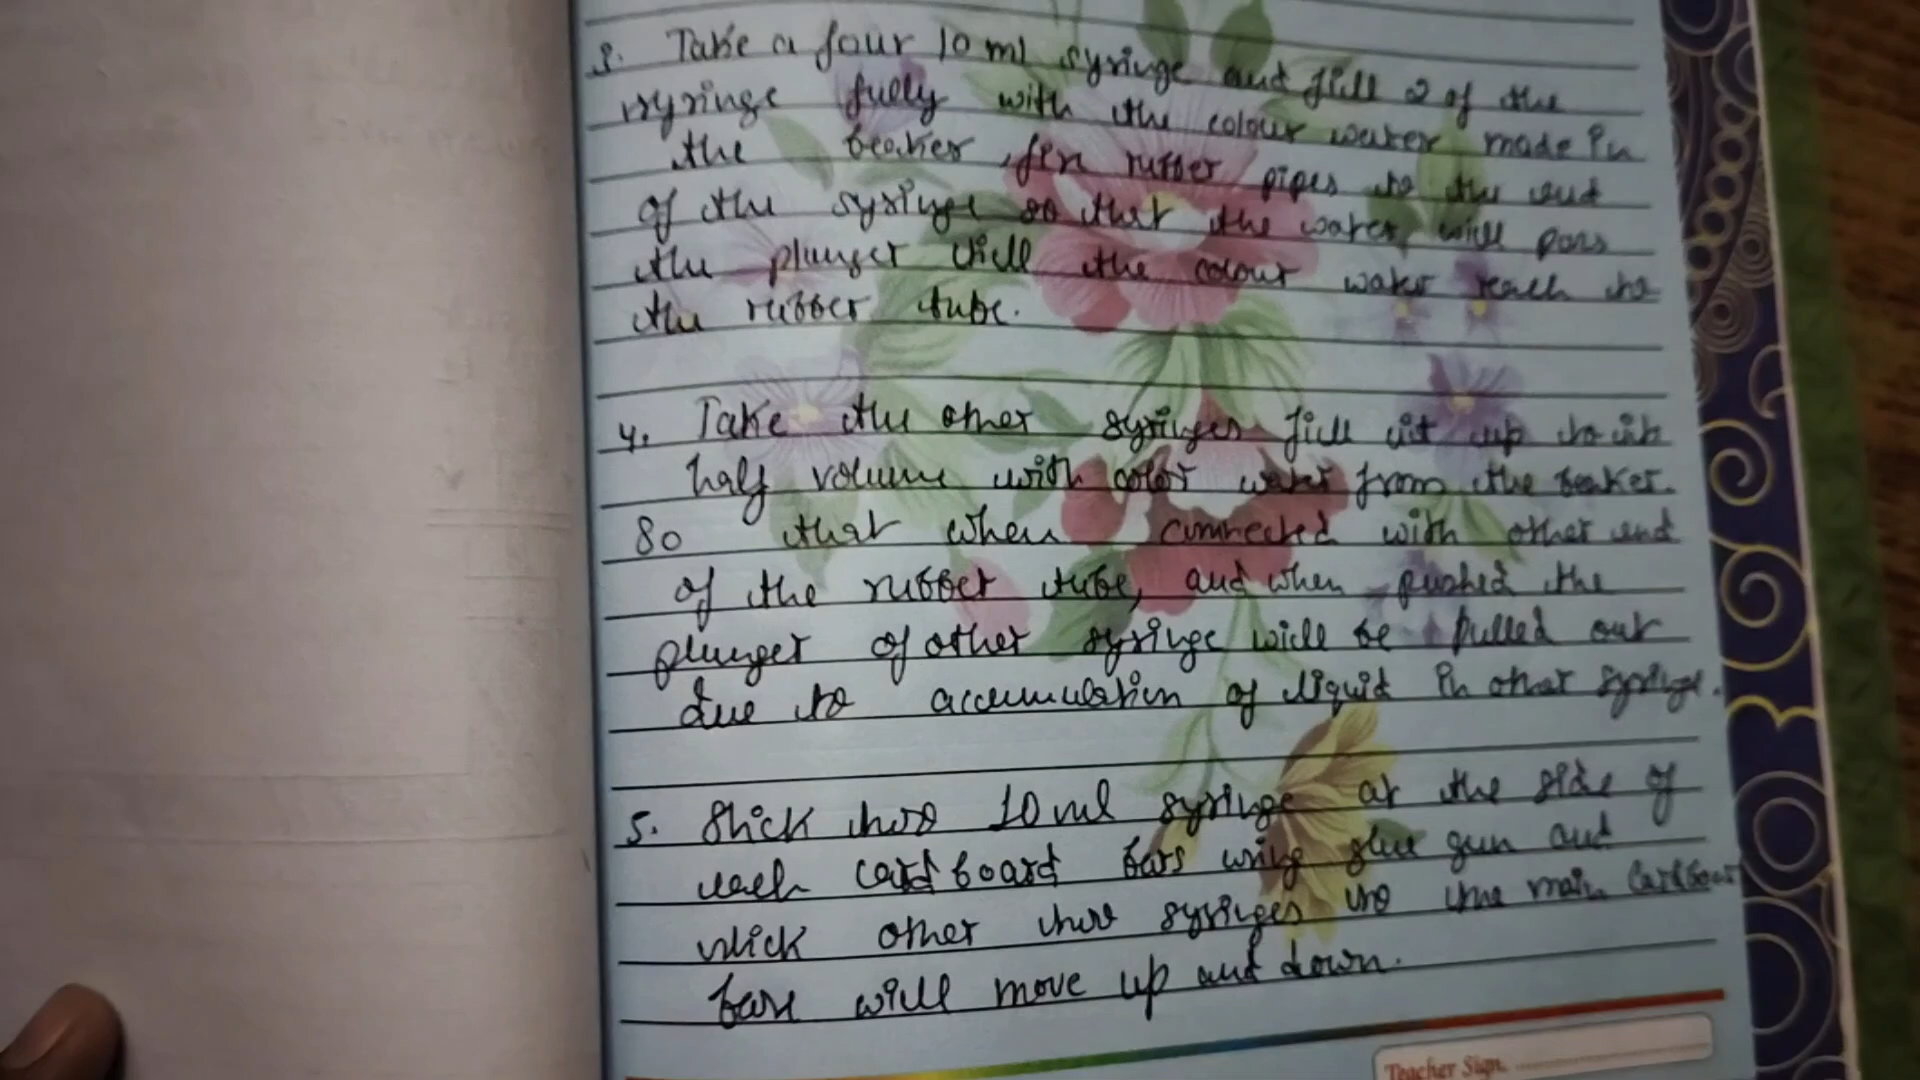 3. Take a four 10 ml syringe and fill 2 of the
syringe fully with the colour water made in
the beaker, fix rubber pipes to the end
of the syringe so that the water will pass
the plunger till the colour water reach to
the rubber tube.
4. Take the other syringes fill it up to its
half volume with color water from the beaker.
So that when connected with other end
of the rubber tube, and when pushed the
plunger of other syringe will be pulled out
due to accumulation of liquid in other syringe.
5. Stick two 10 ml syringe at the side of
each cardboard bars using glue gun and
stick other two syringes to the main
base will move up and down.
Teacher Sign.